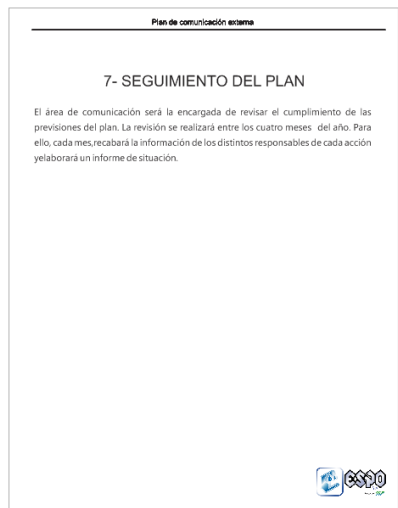 Plan de comunicación externa
7- SEGUIMIENTO DEL PLAN
El área de comunicación será la encargada de revisar el cumplimiento de las
previsiones del plan. La revisión se realizará entre los cuatro meses  del año. Para
ello, cada mes,recabará la información de los distintos responsables de cada acción
yelaborará un informe de situación.
ESPO